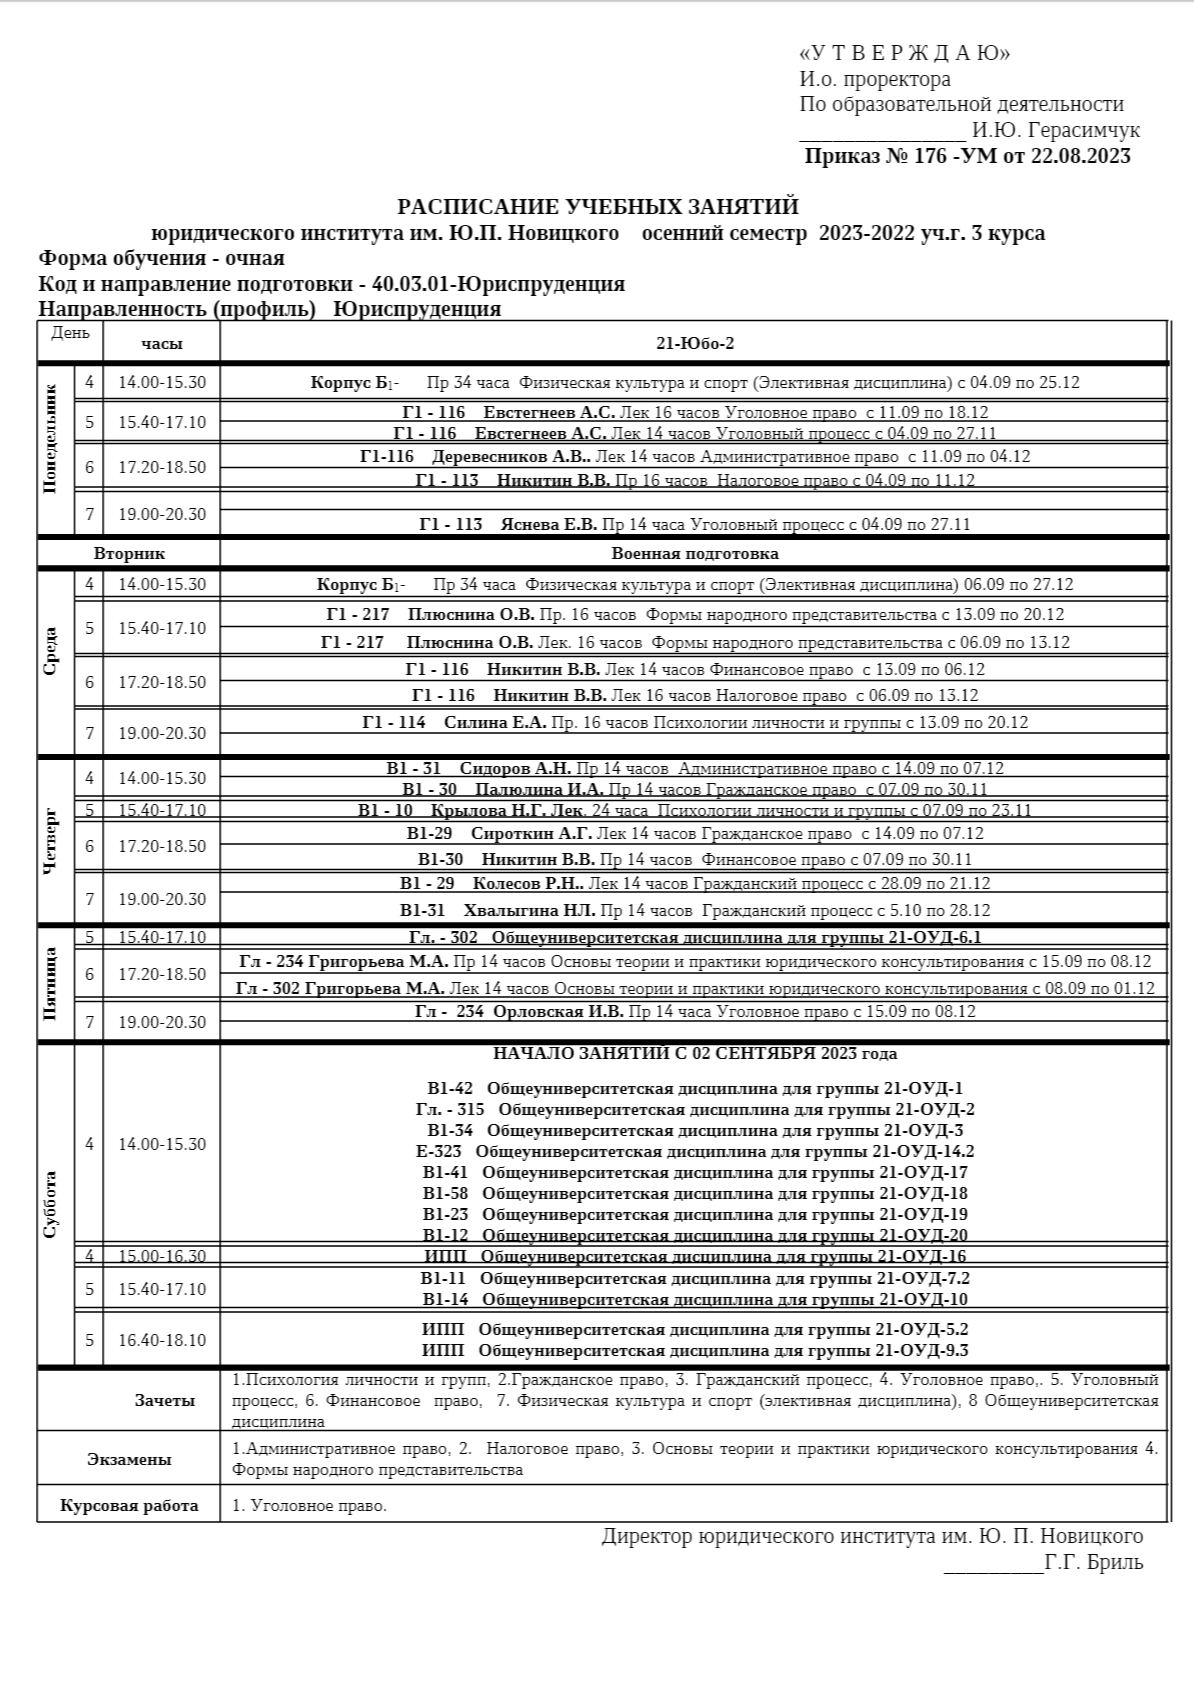 «У Т В Е Р Ж Д А Ю»
И.о. проректора
По образовательной деятельности
_______________ И.Ю. Герасимчук
Приказ № 176 -УМ от 22.08.2023
РАСПИСАНИЕ УЧЕБНЫХ ЗАНЯТИЙ
юридического института им. Ю.П. Новицкого осенний семестр 2023-2022 уч.г. 3 курса
Форма обучения - очная
Код и направление подготовки - 40.03.01-Юриспруденция
Направленность (профиль) Юриспруденция
День часы 21-Юбо-2
Понедельник
4 14.00-15.30 Корпус Б1- Пр 34 часа Физическая культура и спорт (Элективная дисциплина) с 04.09 по 25.12
5 15.40-17.10 Г1 - 116 Евстегнеев А.С. Лек 16 часов Уголовное право с 11.09 по 18.12
Г1 - 116 Евстегнеев А.С. Лек 14 часов Уголовный процесс с 04.09 по 27.11
6 17.20-18.50 Г1-116 Деревесников А.В.. Лек 14 часов Административное право с 11.09 по 04.12
Г1 - 113 Никитин В.В. Пр 16 часов Налоговое право с 04.09 по 11.12
7 19.00-20.30
Г1 - 113 Яснева Е.В. Пр 14 часа Уголовный процесс с 04.09 по 27.11
Вторник Военная подготовка
Среда
4 14.00-15.30 Корпус Б1- Пр 34 часа Физическая культура и спорт (Элективная дисциплина) 06.09 по 27.12
5 15.40-17.10 Г1 - 217 Плюснина О.В. Пр. 16 часов Формы народного представительства с 13.09 по 20.12
Г1 - 217 Плюснина О.В. Лек. 16 часов Формы народного представительства с 06.09 по 13.12
6 17.20-18.50 Г1 - 116 Никитин В.В. Лек 14 часов Финансовое право с 13.09 по 06.12
Г1 - 116 Никитин В.В. Лек 16 часов Налоговое право с 06.09 по 13.12
7 19.00-20.30 Г1 - 114 Силина Е.А. Пр. 16 часов Психологии личности и группы с 13.09 по 20.12
Четверг
4 14.00-15.30 В1 - 31 Сидоров А.Н. Пр 14 часов Административное право с 14.09 по 07.12
В1 - 30 Палюлина И.А. Пр 14 часов Гражданское право с 07.09 по 30.11
5 15.40-17.10 В1 - 10 Крылова Н.Г. Лек. 24 часа Психологии личности и группы с 07.09 по 23.11
6 17.20-18.50 В1-29 Сироткин А.Г. Лек 14 часов Гражданское право с 14.09 по 07.12
В1-30 Никитин В.В. Пр 14 часов Финансовое право с 07.09 по 30.11
7 19.00-20.30 В1 - 29 Колесов Р.Н.. Лек 14 часов Гражданский процесс с 28.09 по 21.12
В1-31 Хвалыгина НЛ. Пр 14 часов Гражданский процесс с 5.10 по 28.12
Пятница
5 15.40-17.10 Гл. - 302 Общеуниверситетская дисциплина для группы 21-ОУД-6.1
6 17.20-18.50 Гл - 234 Григорьева М.А. Пр 14 часов Основы теории и практики юридического консультирования с 15.09 по 08.12
Гл - 302 Григорьева М.А. Лек 14 часов Основы теории и практики юридического консультирования с 08.09 по 01.12
7 19.00-20.30 Гл - 234 Орловская И.В. Пр 14 часа Уголовное право с 15.09 по 08.12
Суббота
4 14.00-15.30 НАЧАЛО ЗАНЯТИЙ С 02 СЕНТЯБРЯ 2023 года
В1-42 Общеуниверситетская дисциплина для группы 21-ОУД-1
Гл. - 315 Общеуниверситетская дисциплина для группы 21-ОУД-2
В1-34 Общеуниверситетская дисциплина для группы 21-ОУД-3
Е-323 Общеуниверситетская дисциплина для группы 21-ОУД-14.2
В1-41 Общеуниверситетская дисциплина для группы 21-ОУД-17
В1-58 Общеуниверситетская дисциплина для группы 21-ОУД-18
В1-23 Общеуниверситетская дисциплина для группы 21-ОУД-19
В1-12 Общеуниверситетская дисциплина для группы 21-ОУД-20
4 15.00-16.30 ИПП Общеуниверситетская дисциплина для группы 21-ОУД-16
5 15.40-17.10 В1-11 Общеуниверситетская дисциплина для группы 21-ОУД-7.2
В1-14 Общеуниверситетская дисциплина для группы 21-ОУД-10
5 16.40-18.10 ИПП Общеуниверситетская дисциплина для группы 21-ОУД-5.2
ИПП Общеуниверситетская дисциплина для группы 21-ОУД-9.3
Зачеты 1.Психология личности и групп, 2.Гражданское право, 3. Гражданский процесс, 4. Уголовное право,. 5. Уголовный
процесс, 6. Финансовое право, 7. Физическая культура и спорт (элективная дисциплина), 8 Общеуниверситетская
дисциплина
Экзамены 1.Административное право, 2. Налоговое право, 3. Основы теории и практики юридического консультирования 4.
Формы народного представительства
Курсовая работа 1. Уголовное право.
Директор юридического института им. Ю. П. Новицкого
_________Г.Г. Бриль